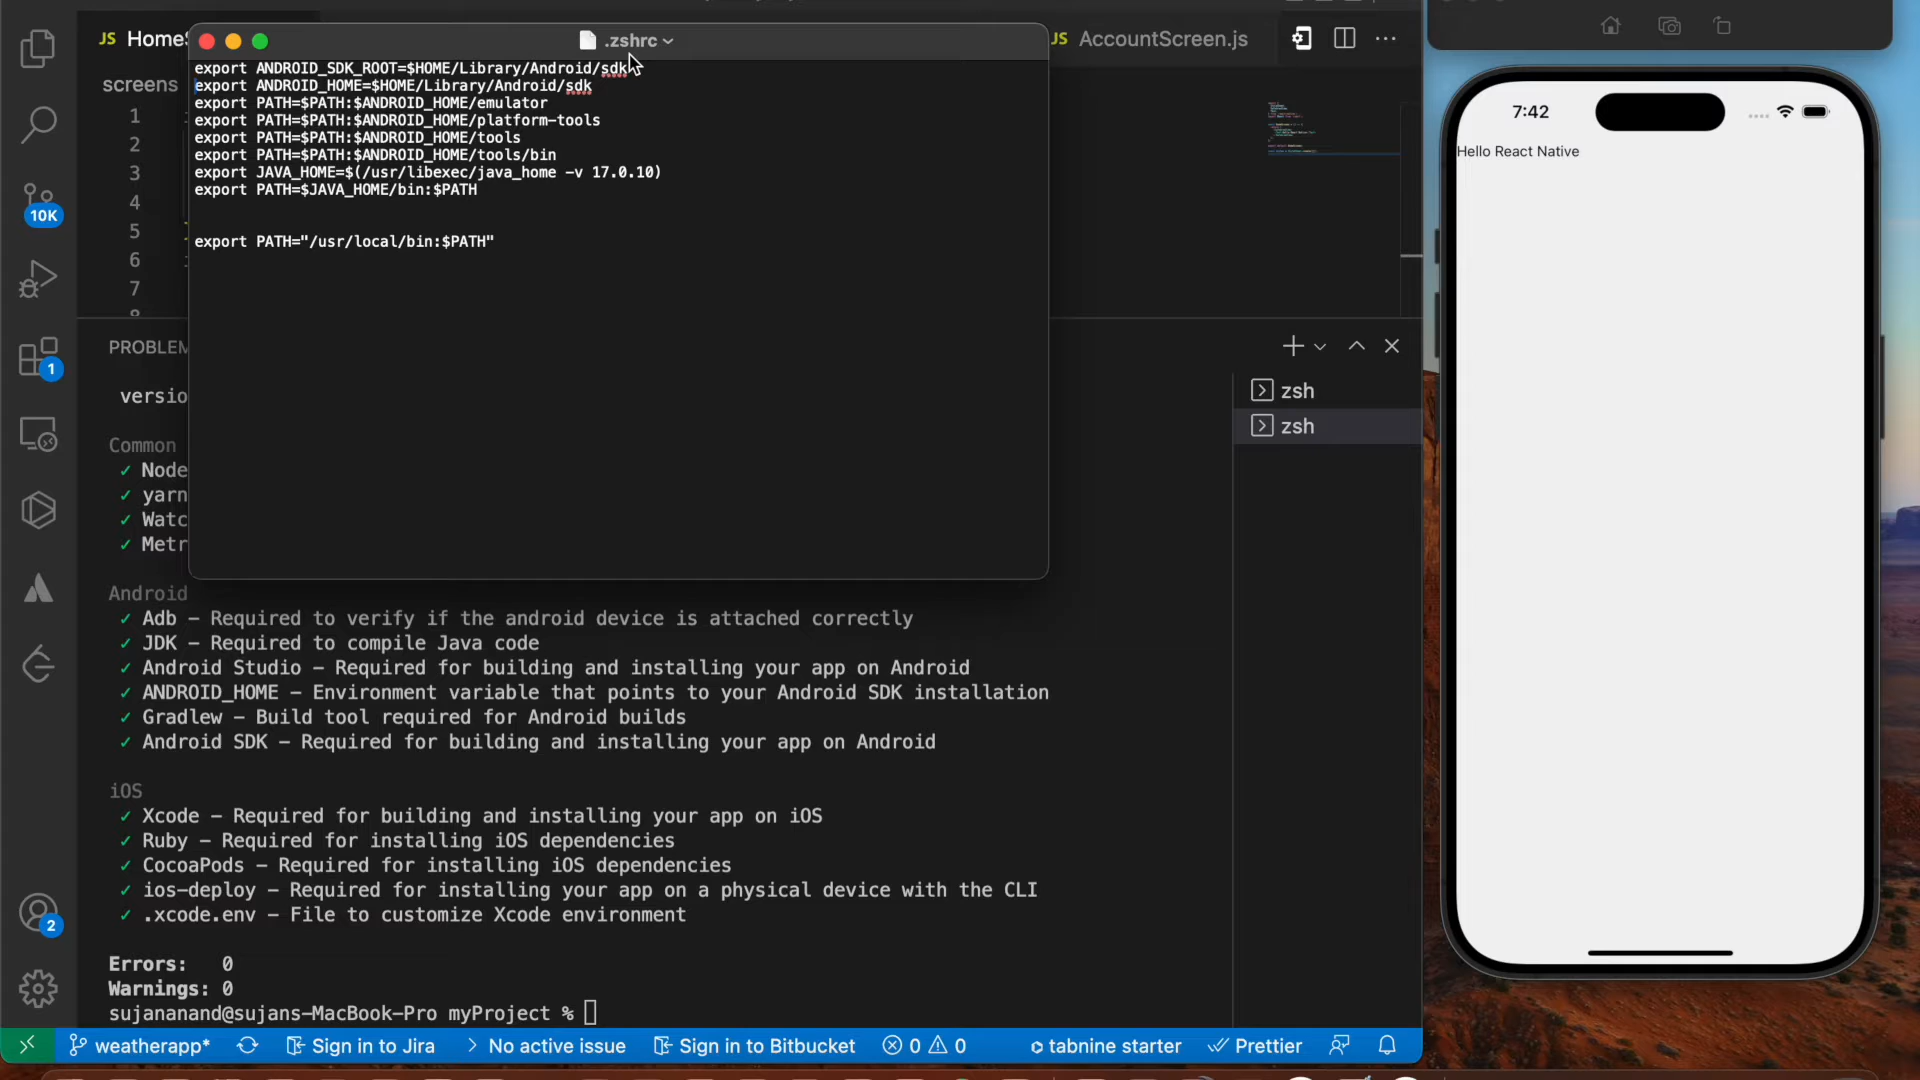 JS HomeS
.zshrc
JS AccountScreen.js
screens
export ANDROID_SDK_ROOT=$HOME/Library/Android/sdk
export ANDROID_HOME=$HOME/Library/Android/sdk
export PATH=$PATH:$ANDROID_HOME/emulator
export PATH=$PATH:$ANDROID_HOME/platform-tools
export PATH=$PATH:$ANDROID_HOME/tools
export PATH=$PATH:$ANDROID_HOME/tools/bin
export JAVA_HOME=$(/usr/libexec/java_home -v 17.0.10)
export PATH=$JAVA_HOME/bin:$PATH
export PATH="/usr/local/bin:$PATH"
1
2
3
4
5
6
7
8
10K
1
2
PROBLEM
zsh
zsh
versio
Common
✓ Node
✓ yarn
✓ Watc
✓ Metr
Android
✓ Adb – Required to verify if the android device is attached correctly
✓ JDK – Required to compile Java code
✓ Android Studio – Required for building and installing your app on Android
✓ ANDROID_HOME – Environment variable that points to your Android SDK installation
✓ Gradlew – Build tool required for Android builds
✓ Android SDK – Required for building and installing your app on Android
iOS
✓ Xcode – Required for building and installing your app on iOS
✓ Ruby – Required for installing iOS dependencies
✓ CocoaPods – Required for installing iOS dependencies
✓ ios-deploy – Required for installing your app on a physical device with the CLI
✓ .xcode.env – File to customize Xcode environment
Errors: 0
Warnings: 0
sujananand@sujans-MacBook-Pro myProject %
weatherapp* Sign in to Jira No active issue Sign in to Bitbucket 0 0 tabnine starter Prettier
7:42
Hello React Native